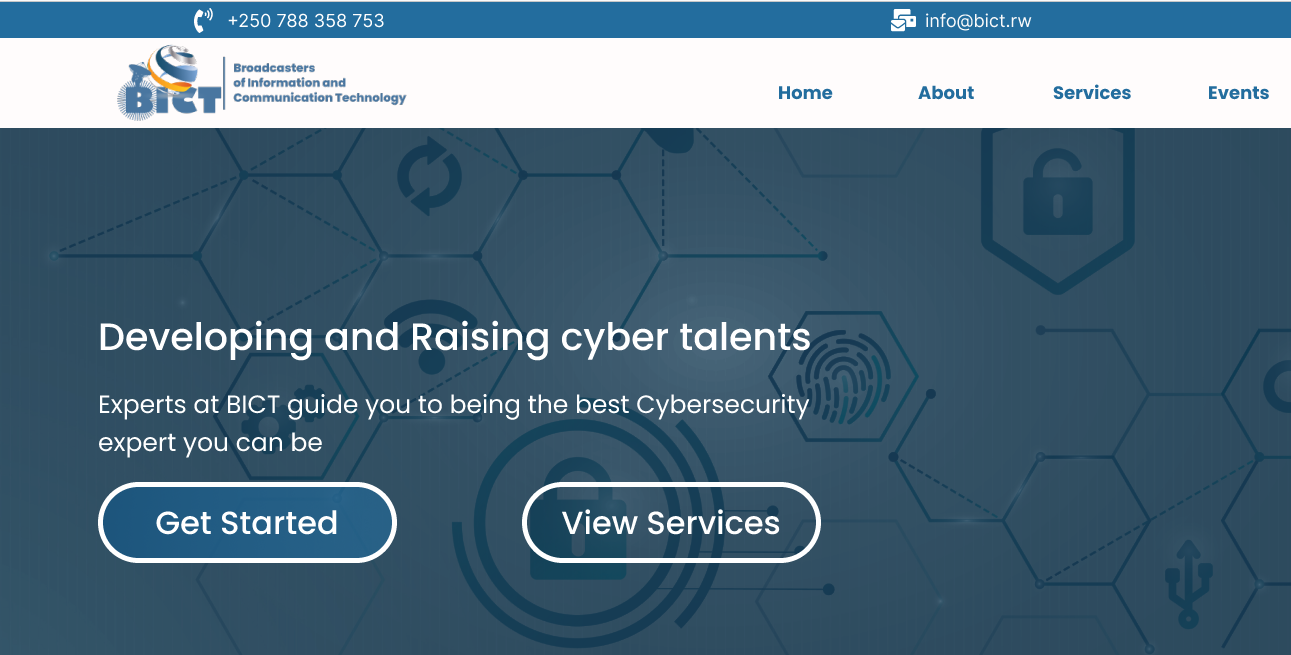 +250 788 358 753
info@bict.rw
BICT
Broadcasters
of Information and
Communication Technology
Home
About
Services
Events
Developing and Raising cyber talents
Experts at BICT guide you to being the best Cybersecurity
expert you can be
Get Started
View Services